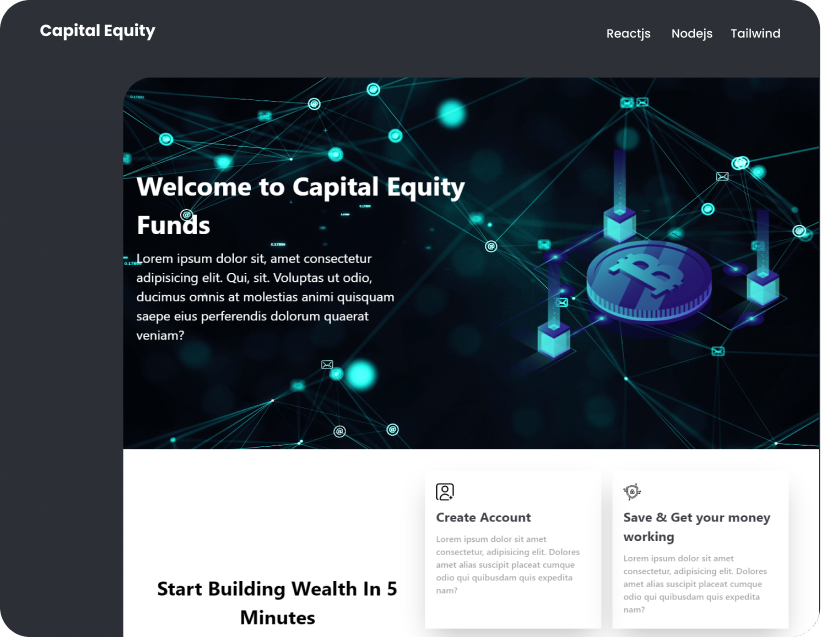 Capital Equity
Reactjs Nodejs Tailwind
Welcome to Capital Equity
Funds
Lorem ipsum dolor sit, amet consectetur
adipisicing elit. Qui, sit. Voluptas ut odio,
ducimus omnis at molestias animi quisquam
saepe eius perferendis dolorum quaerat
veniam?
Start Building Wealth In 5
Minutes
Create Account
Lorem ipsum dolor sit amet
consectetur, adipisicing elit. Dolores
amet alias suscipit placeat cumque
odio qui quibusdam quis expedita
nam?
Save & Get your money
working
Lorem ipsum dolor sit amet
consectetur, adipisicing elit. Dolores
amet alias suscipit placeat cumque
odio qui quibusdam quis expedita
nam?